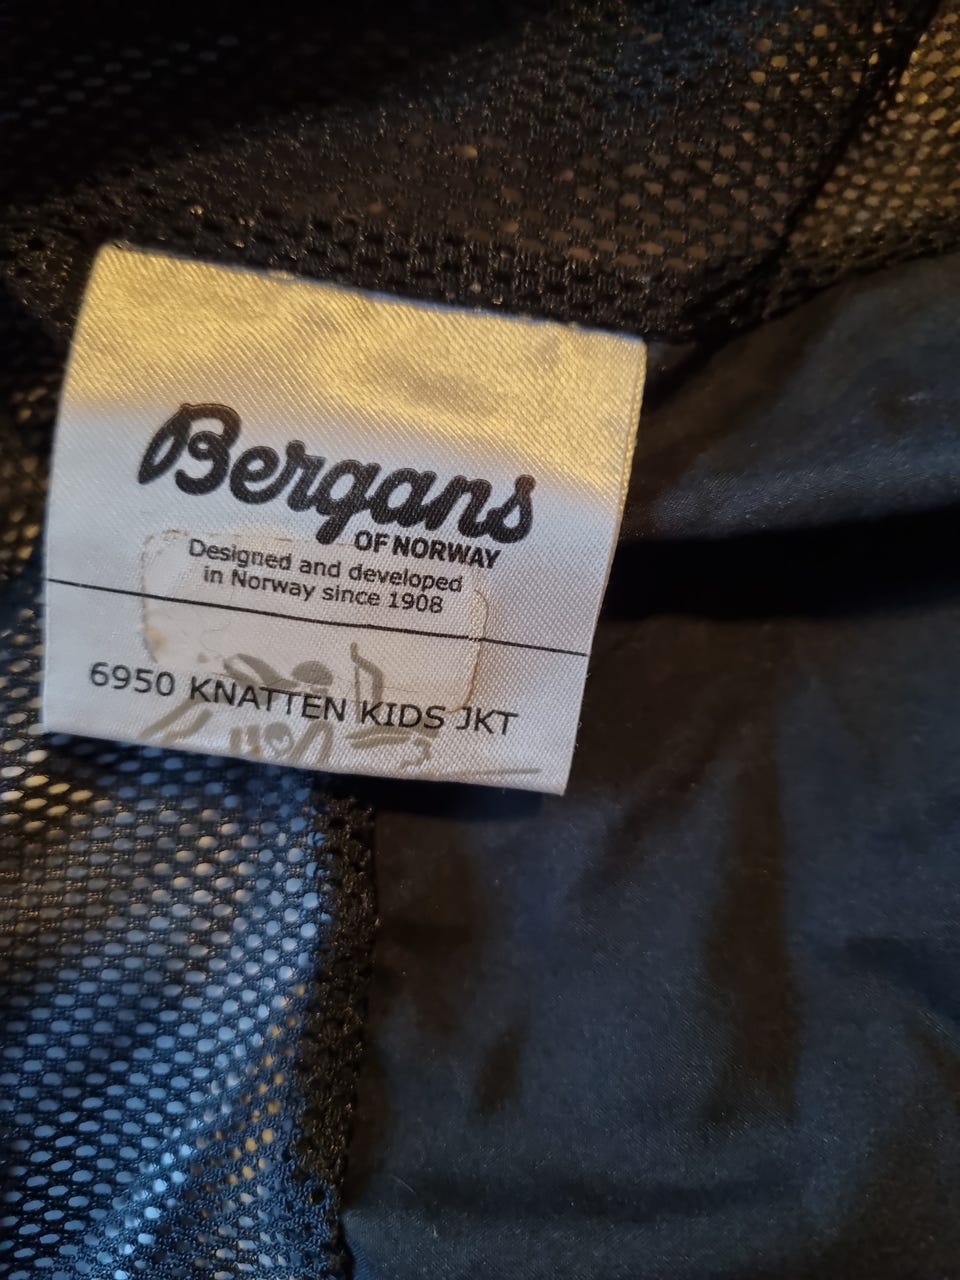 Bergans
OF NORWAY
Designed and developed
in Norway since 1908
6950 KNATTEN KIDS JKT